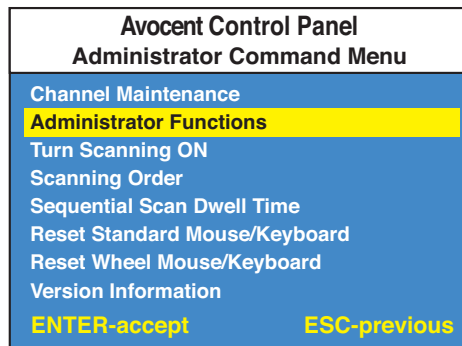 Avocent Control Panel
Administrator Command Menu
Channel Maintenance
Administrator Functions
Turn Scanning ON
Scanning Order
Sequential Scan Dwell Time
Reset Standard Mouse/Keyboard
Reset Wheel Mouse/Keyboard
Version Information
ENTER-accept ESC-previous